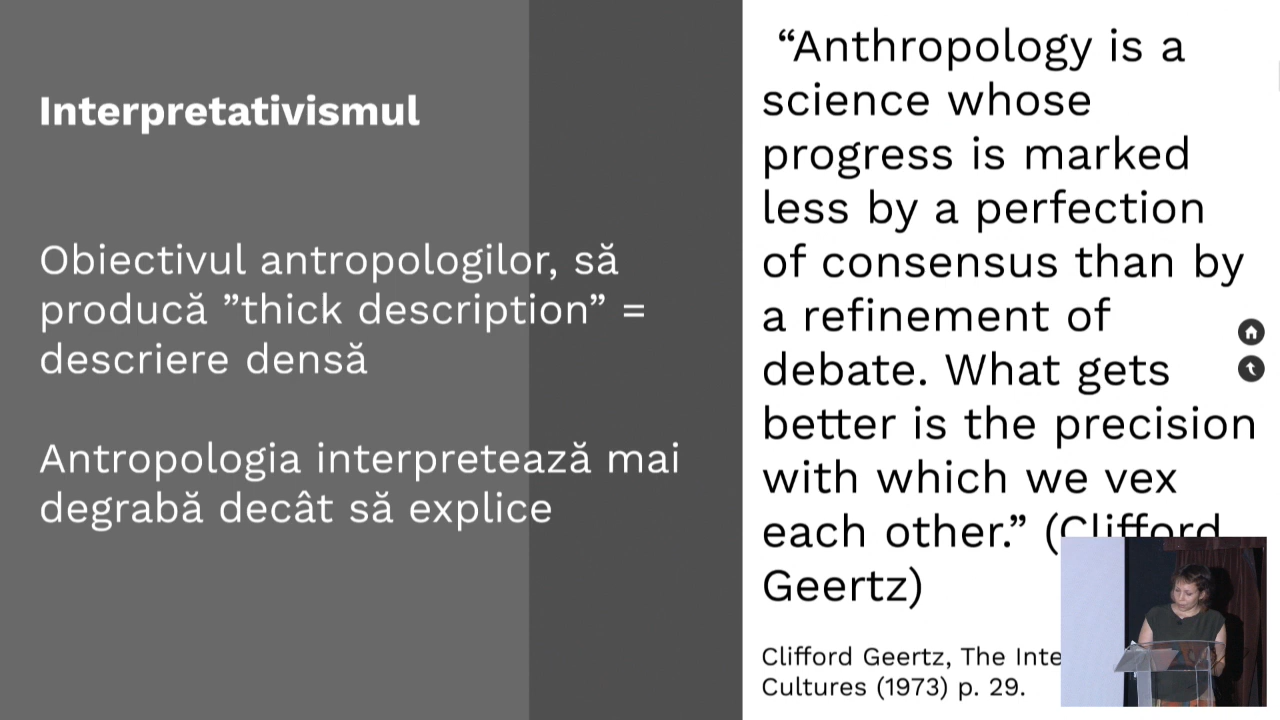 Interpretativismul
Obiectivul antropologilor, să
producă ”thick description” =
descriere densă
Antropologia interpretează mai
degrabă decât să explice
“Anthropology is a
science whose
progress is marked
less by a perfection
of consensus than by
a refinement of
debate. What gets
better is the precision
with which we vex
each other.” (Clifford
Geertz)
Clifford Geertz, The
Cultures (1973) p. 29.